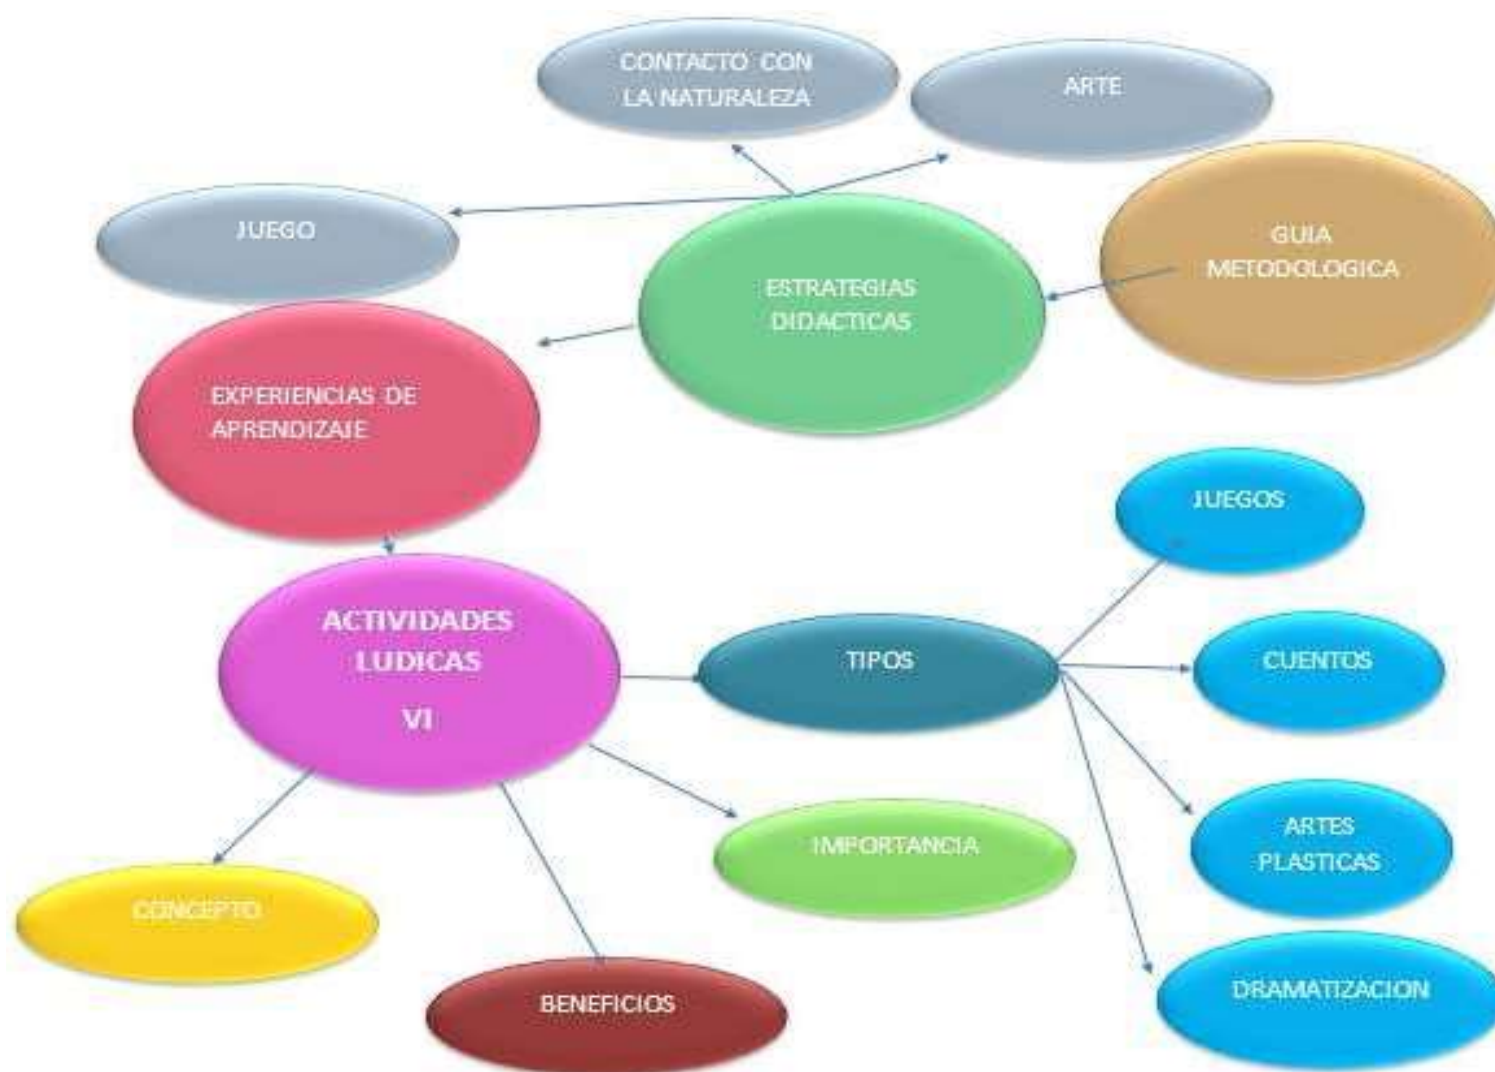 CONTACTO CON
LA NATURALEZA
ARTE
JUEGO
GUIA
METODOLOGICA
ESTRATEGIAS
DIDACTICAS
EXPERIENCIAS DE
APRENDIZAJE
JUEGOS
ACTIVIDADES
LUDICAS
VI
TIPOS
CUENTOS
IMPORTANCIA
ARTES
PLASTICAS
CONCEPTO
BENEFICIOS
DRAMATIZACION